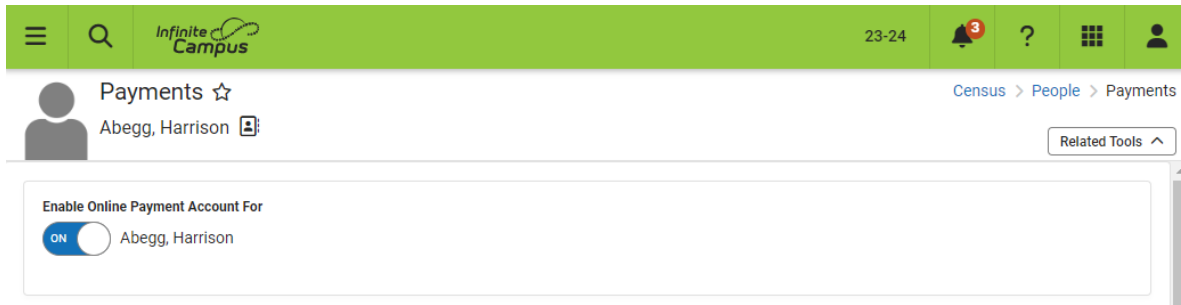 Infinite Campus
23-24
3
?
Payments
Census > People > Payments
Abegg, Harrison
Related Tools
Enable Online Payment Account For
ON Abegg, Harrison